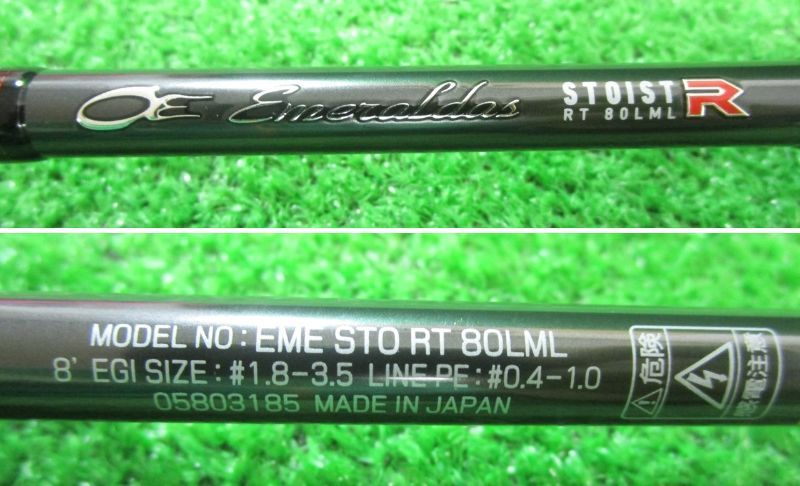 Emeraldas STOIST R
RT 80LML
MODEL NO: EME STO RT 80LML
8' EGI SIZE: #1.8-3.5 LINE PE: #0.4-1.0
05803185 MADE IN JAPAN
危険
感電注意